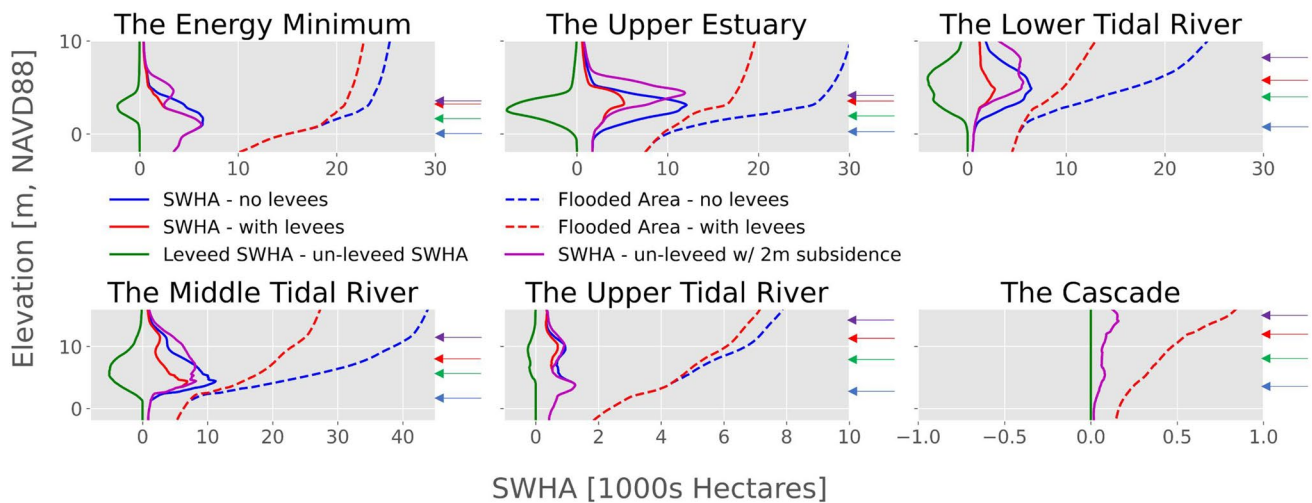 The Energy Minimum
The Upper Estuary
The Lower Tidal River
Elevation [m, NAVD88]
10
0
0 10 20 30
0 10 20 30
0 10 20 30
SWHA - no levees
SWHA - with levees
Leveed SWHA - un-leveed SWHA
Flooded Area - no levees
Flooded Area - with levees
SWHA - un-leveed w/ 2m subsidence
The Middle Tidal River
The Upper Tidal River
The Cascade
10
0
0 10 20 30 40
0 2 4 6 8 10
−1.0 −0.5 0.0 0.5 1.0
SWHA [1000s Hectares]